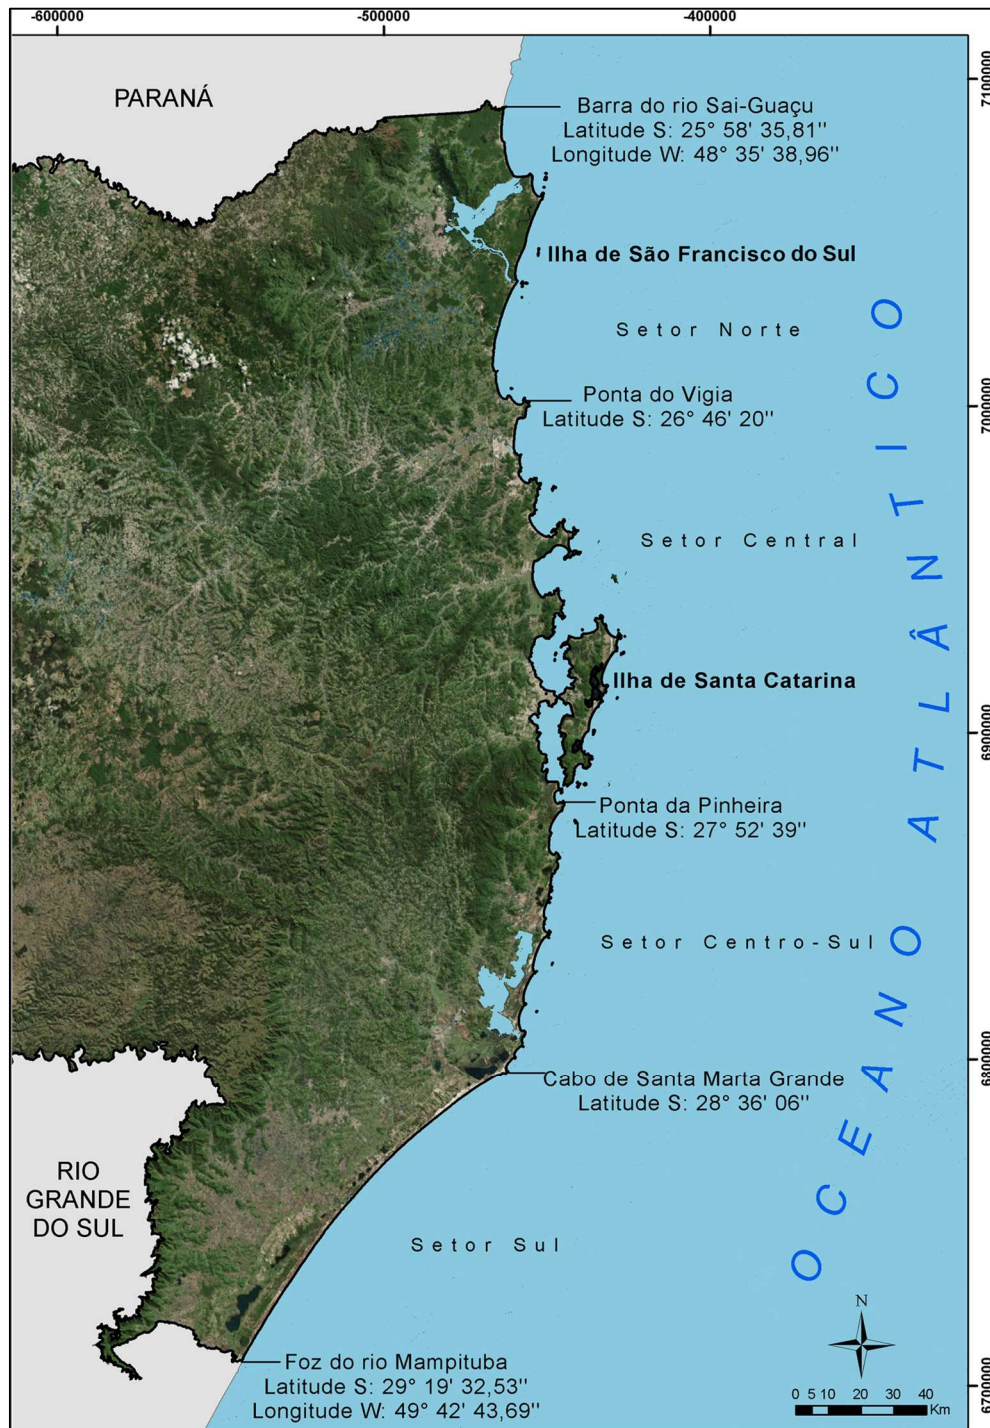 -600000
-500000
-400000
PARANÁ
7100000
Barra do rio Sai-Guaçu
Latitude S: 25° 58' 35,81''
Longitude W: 48° 35' 38,96''
Ilha de São Francisco do Sul
Setor Norte
Ponta do Vigia
Latitude S: 26° 46' 20''
7000000
Setor Central
Ilha de Santa Catarina
6900000
Ponta da Pinheira
Latitude S: 27° 52' 39''
Setor Centro-Sul
OCEANO ATLÂNTICO
6800000
Cabo de Santa Marta Grande
Latitude S: 28° 36' 06''
RIO
GRANDE
DO SUL
Setor Sul
N
Foz do rio Mampituba
Latitude S: 29° 19' 32,53''
Longitude W: 49° 42' 43,69''
6700000
0 5 10 20 30 40
Km